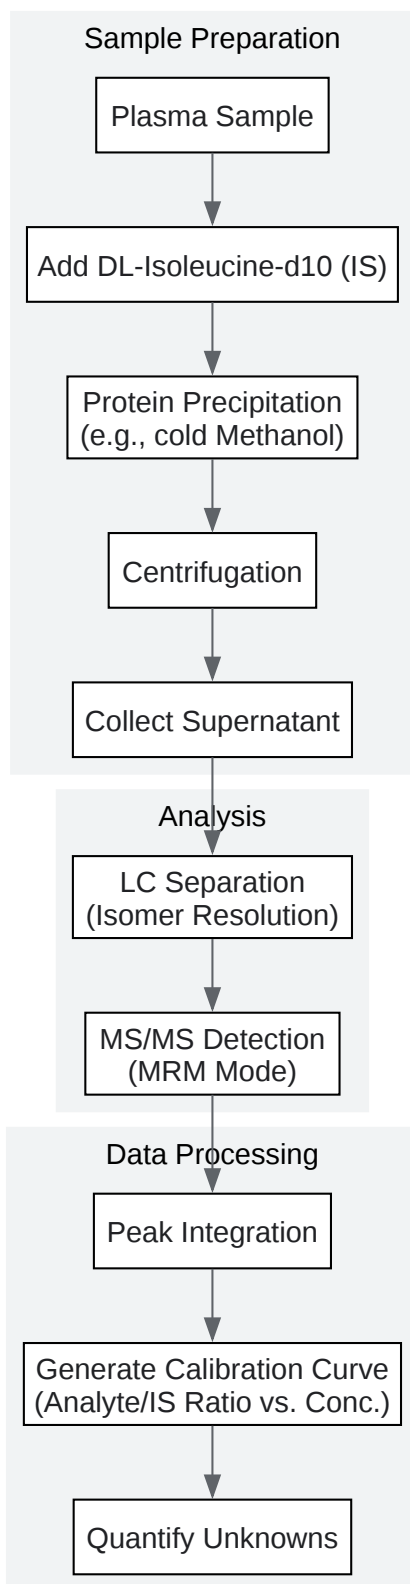 Sample Preparation
Plasma Sample
Add DL-Isoleucine-d10 (IS)
Protein Precipitation
(e.g., cold Methanol)
Centrifugation
Collect Supernatant
Analysis
LC Separation
(Isomer Resolution)
MS/MS Detection
(MRM Mode)
Data Processing
Peak Integration
Generate Calibration Curve
(Analyte/IS Ratio vs. Conc.)
Quantify Unknowns